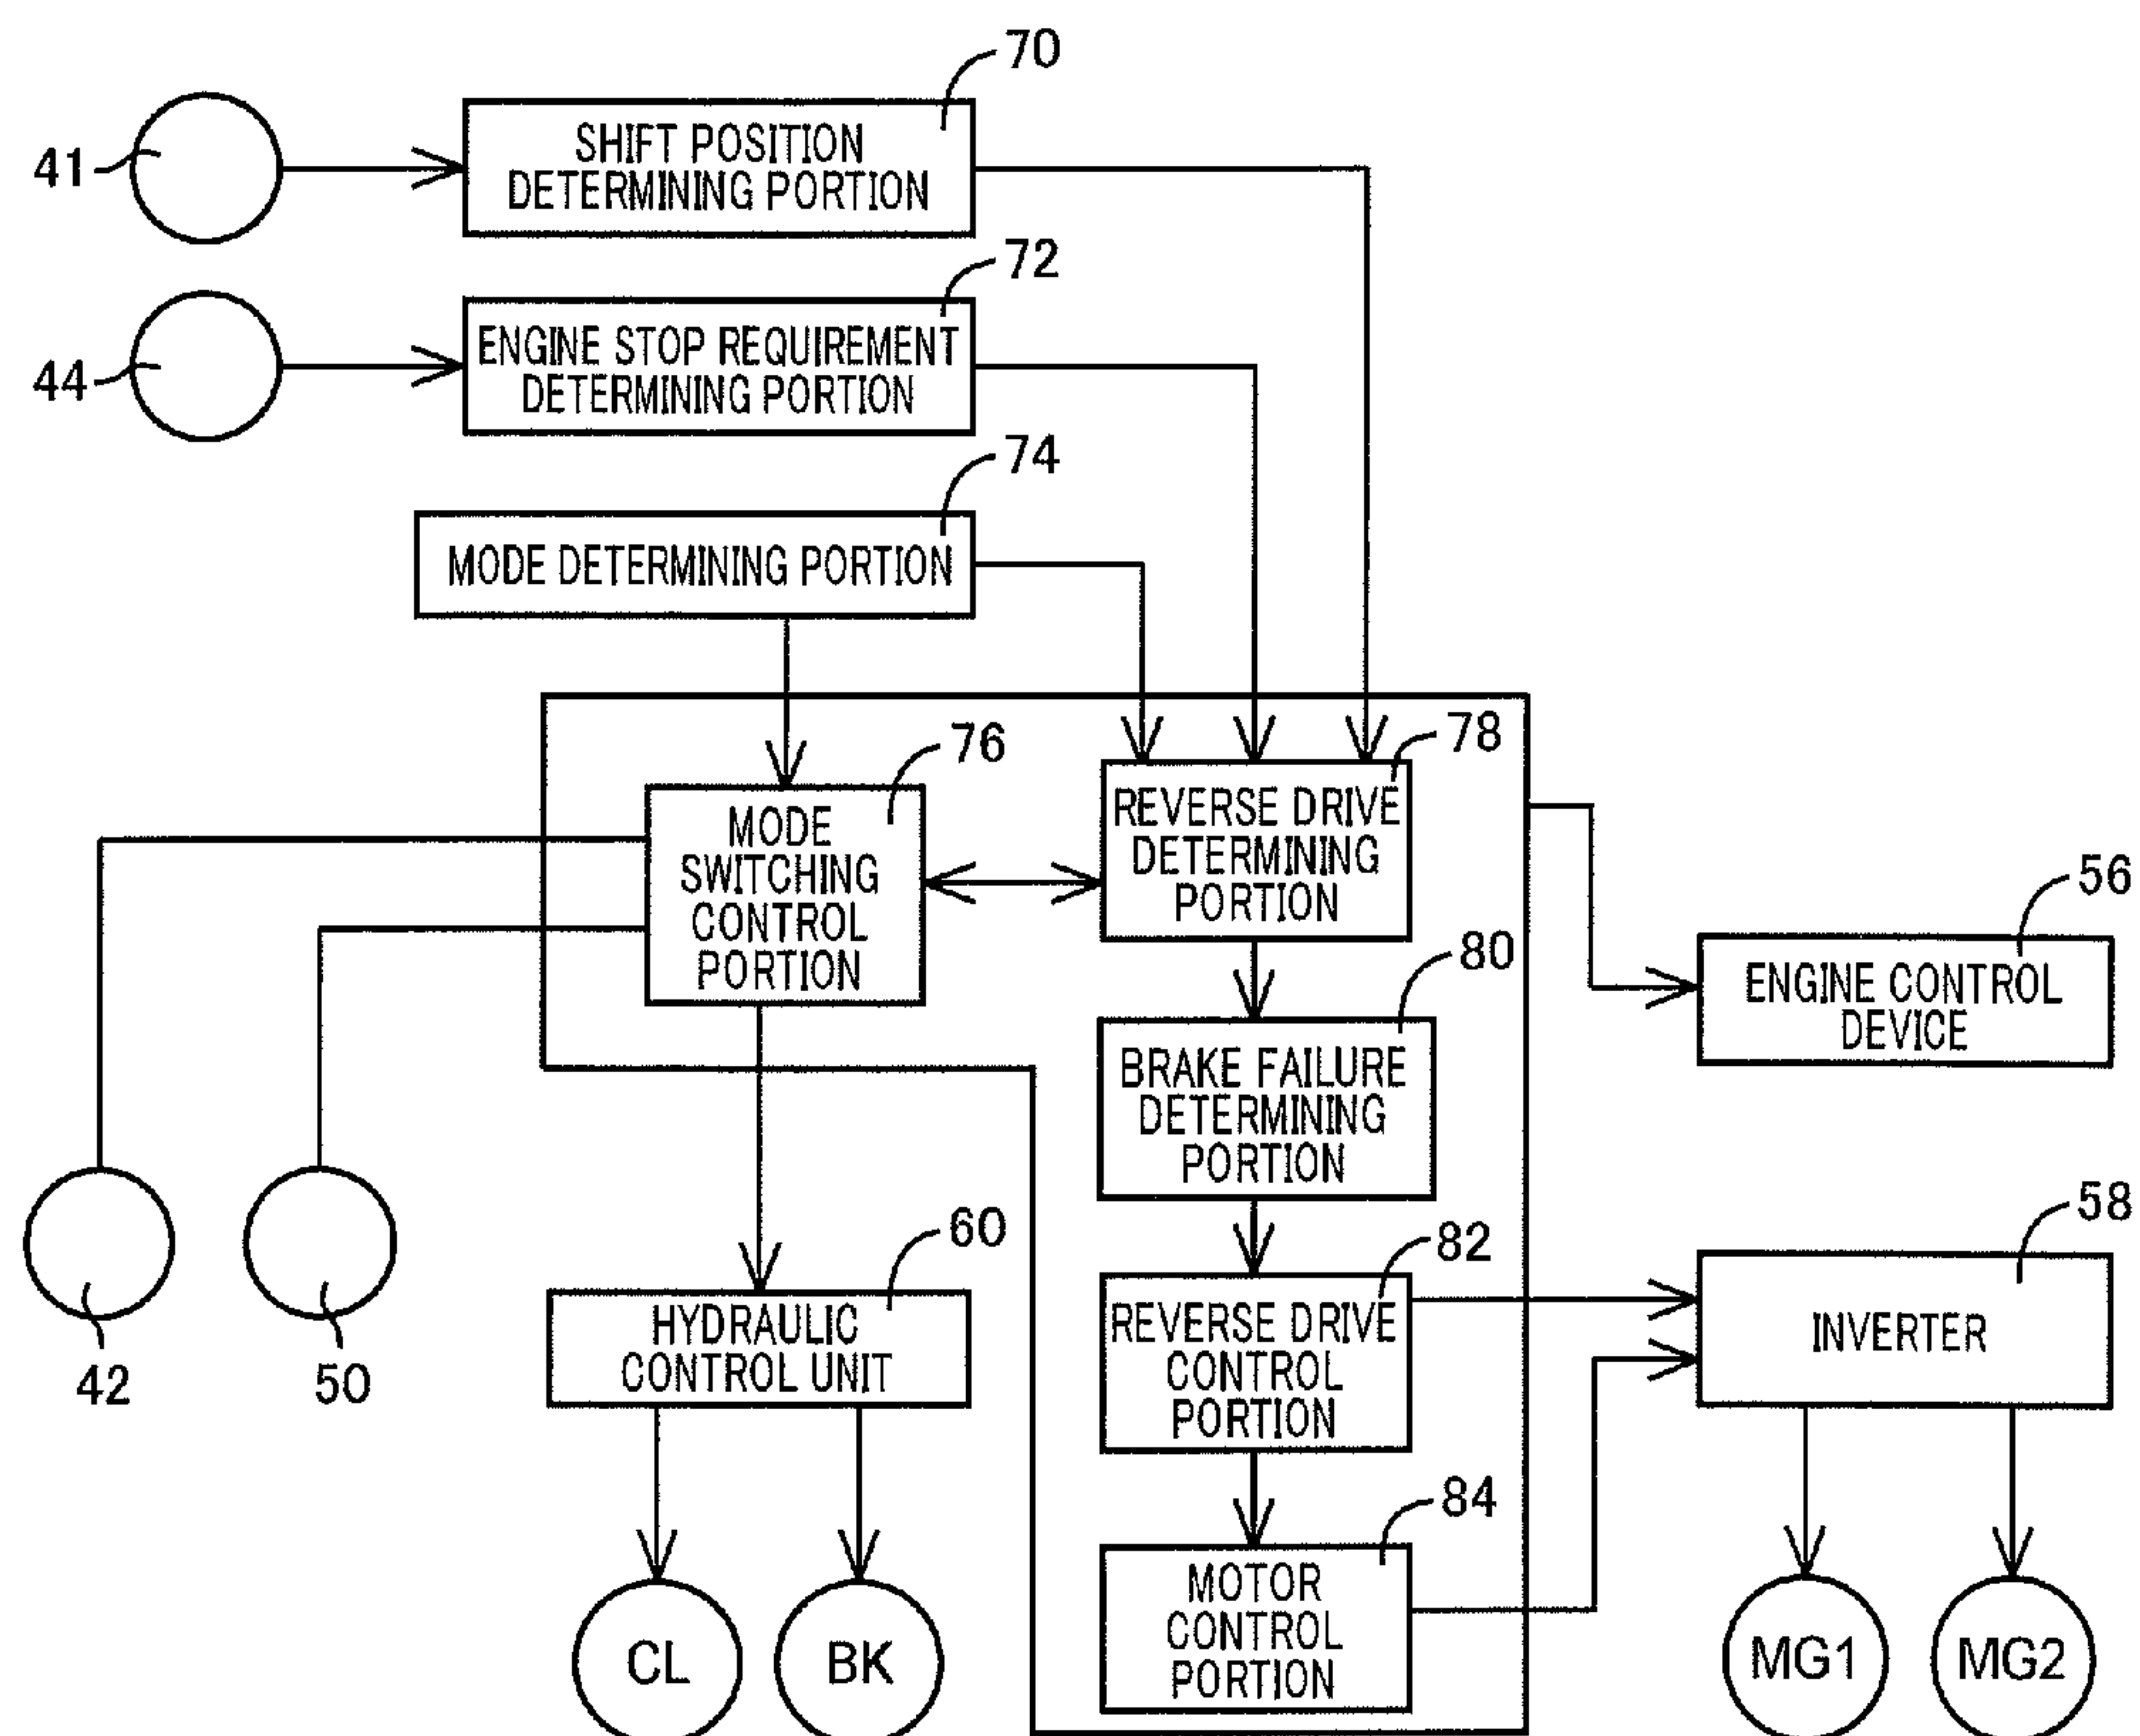 70
41
SHIFT POSITION
DETERMINING PORTION
72
44
ENGINE STOP REQUIREMENT
DETERMINING PORTION
74
MODE DETERMINING PORTION
76
MODE
SWITCHING
CONTROL
PORTION
78
REVERSE DRIVE
DETERMINING
PORTION
56
ENGINE CONTROL
DEVICE
80
BRAKE FAILURE
DETERMINING
PORTION
42
50
60
HYDRAULIC
CONTROL UNIT
82
REVERSE DRIVE
CONTROL
PORTION
58
INVERTER
84
MOTOR
CONTROL
PORTION
CL
BK
MG1
MG2